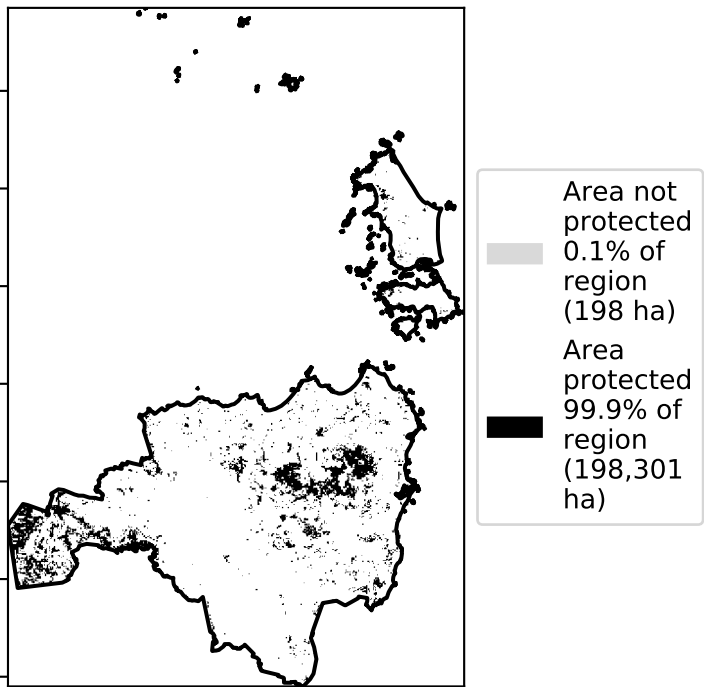 Area not
protected
0.1% of
region
(198 ha)
Area
protected
99.9% of
region
(198,301
ha)